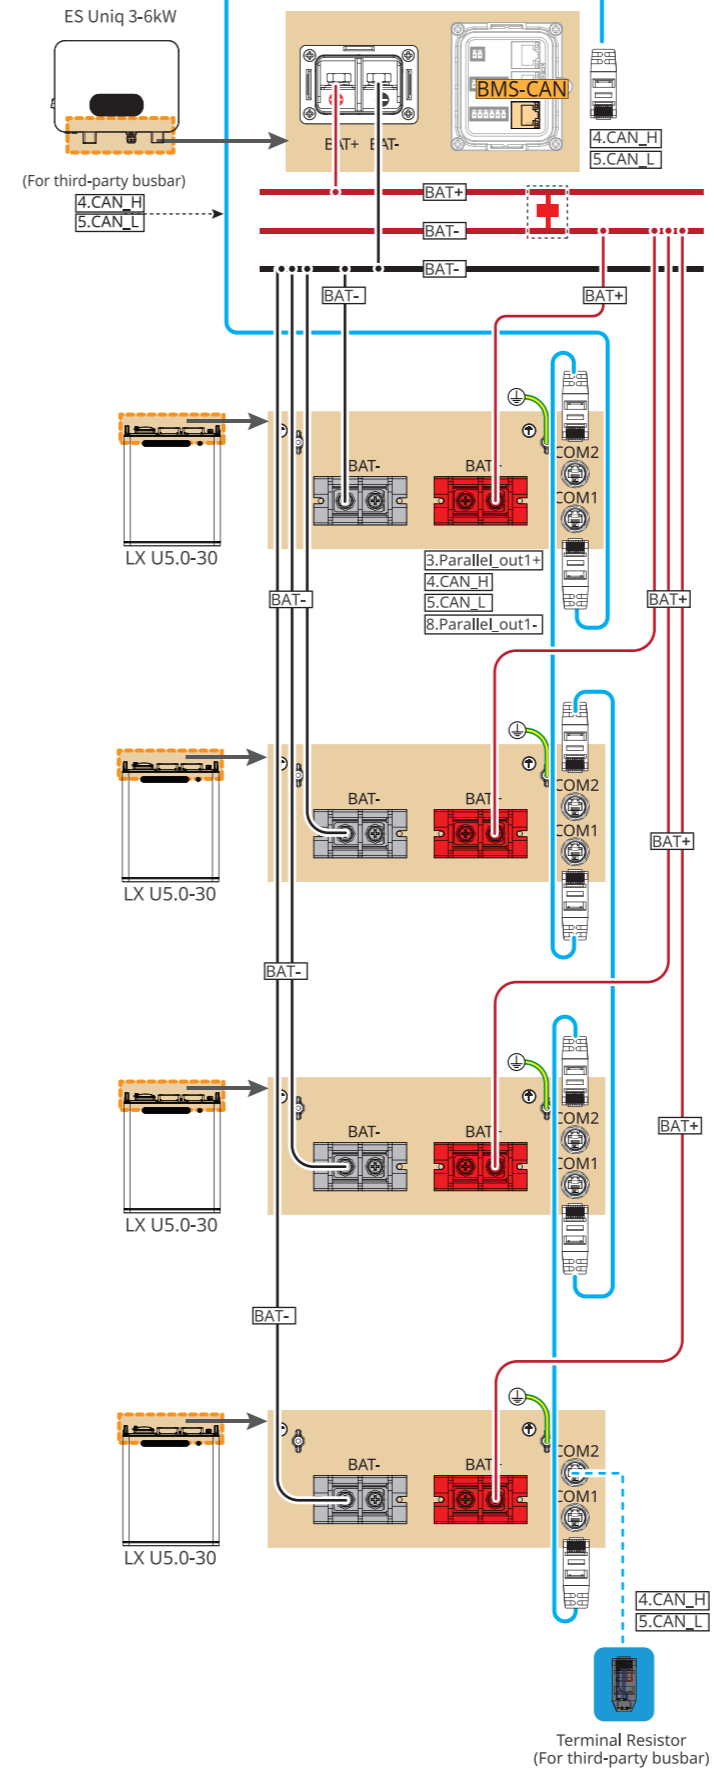 ES Uniq 3-6kW
BMS-CAN
BAT+ BAT-
4.CAN_H
5.CAN_L
(For third-party busbar)
4.CAN_H
5.CAN_L
BAT+
BAT-
BAT-
BAT-
BAT+
COM2
BAT-
BAT+
COM1
LX U5.0-30
3.Parallel_out1+
4.CAN_H
5.CAN_L
8.Parallel_out1-
BAT-
BAT+
COM2
BAT-
BAT+
COM1
BAT+
LX U5.0-30
BAT-
COM2
BAT-
BAT+
COM1
BAT+
LX U5.0-30
BAT-
COM2
BAT-
BAT+
COM1
LX U5.0-30
4.CAN_H
5.CAN_L
Terminal Resistor
(For third-party busbar)